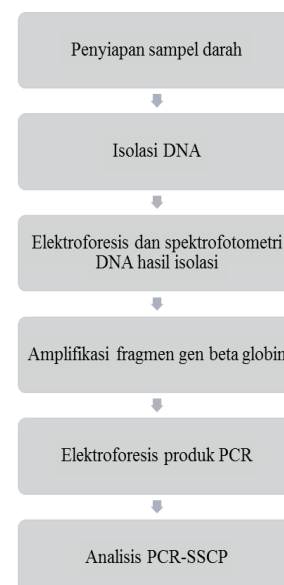 Penyiapan sampel darah
Isolasi DNA
Elektroforesis dan spektrofotometri
DNA hasil isolasi
Amplifikasi fragmen gen beta globin
Elektroforesis produk PCR
Analisis PCR-SSCP